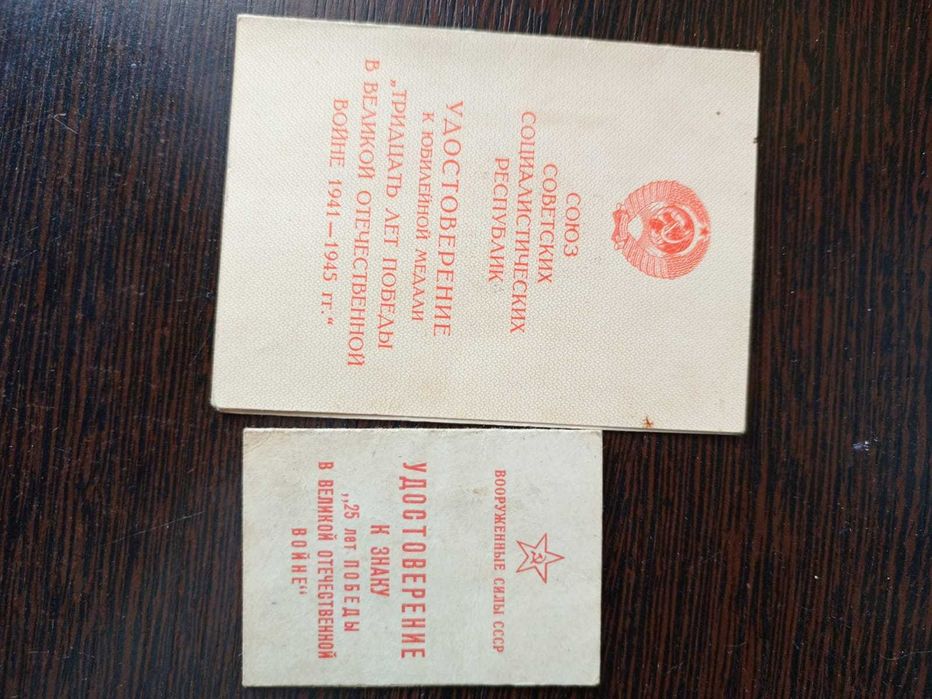 СОЮЗ
СОВЕТСКИХ
СОЦИАЛИСТИЧЕСКИХ
РЕСПУБЛИК
УДОСТОВЕРЕНИЕ
К ЮБИЛЕЙНОЙ МЕДАЛИ
„ТРИДЦАТЬ ЛЕТ ПОБЕДЫ
В ВЕЛИКОЙ ОТЕЧЕСТВЕННОЙ
ВОЙНЕ 1941—1945 гг.“
ВООРУЖЕННЫЕ СИЛЫ СССР
УДОСТОВЕРЕНИЕ
К ЗНАКУ
„25 лет ПОБЕДЫ
В ВЕЛИКОЙ ОТЕЧЕСТВЕННОЙ
ВОЙНЕ“